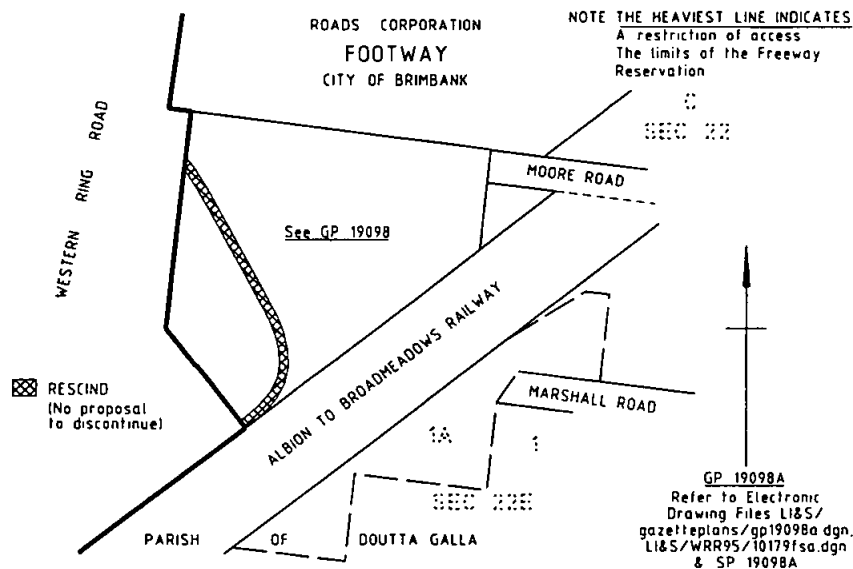 ROADS CORPORATION
FOOTWAY
CITY OF BRIMBANK
NOTE THE HEAVIEST LINE INDICATES
A restriction of access
The limits of the Freeway
Reservation
C
SEC 22
WESTERN RING ROAD
MOORE ROAD
See GP 19098
ALBION TO BROADMEADOWS RAILWAY
RESCIND
(No proposal
to discontinue)
MARSHALL ROAD
1A
1
SEC 22E
PARISH OF DOUTTA GALLA
GP 19098A
Refer to Electronic
Drawing Files LI&S/
gazetteplans/gp19098a.dgn,
LI&S/WRR95/10179fsa.dgn
& SP 19098A